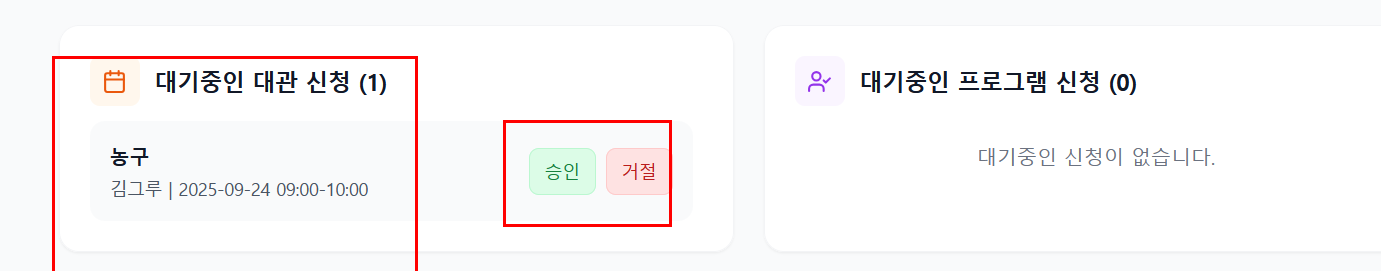 대기중인 대관 신청 (1)
농구
김그루 | 2025-09-24 09:00-10:00
승인
거절
대기중인 프로그램 신청 (0)
대기중인 신청이 없습니다.